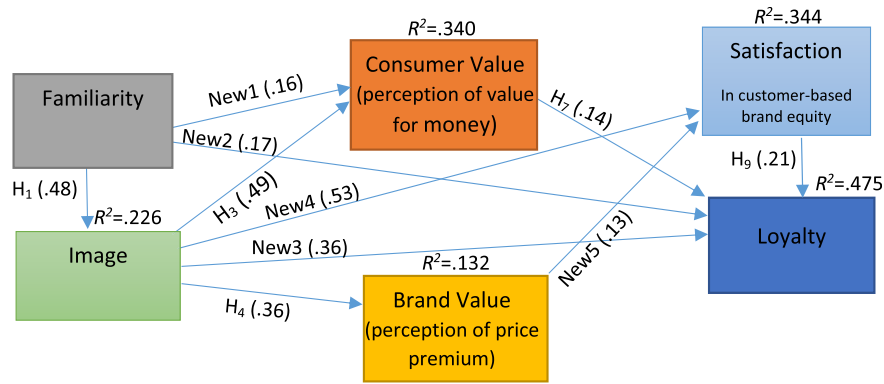 R²=.340
R²=.344
Familiarity
Consumer Value
(perception of value
for money)
Satisfaction
In customer-based
brand equity
New1 (.16)
New2 (.17)
H₇ (.14)
H₁ (.48)
H₃ (.49)
New4 (.53)
H₉ (.21)
R²=.475
R²=.226
Image
New3 (.36)
New5 (.13)
Loyalty
R²=.132
H₄ (.36)
Brand Value
(perception of price
premium)